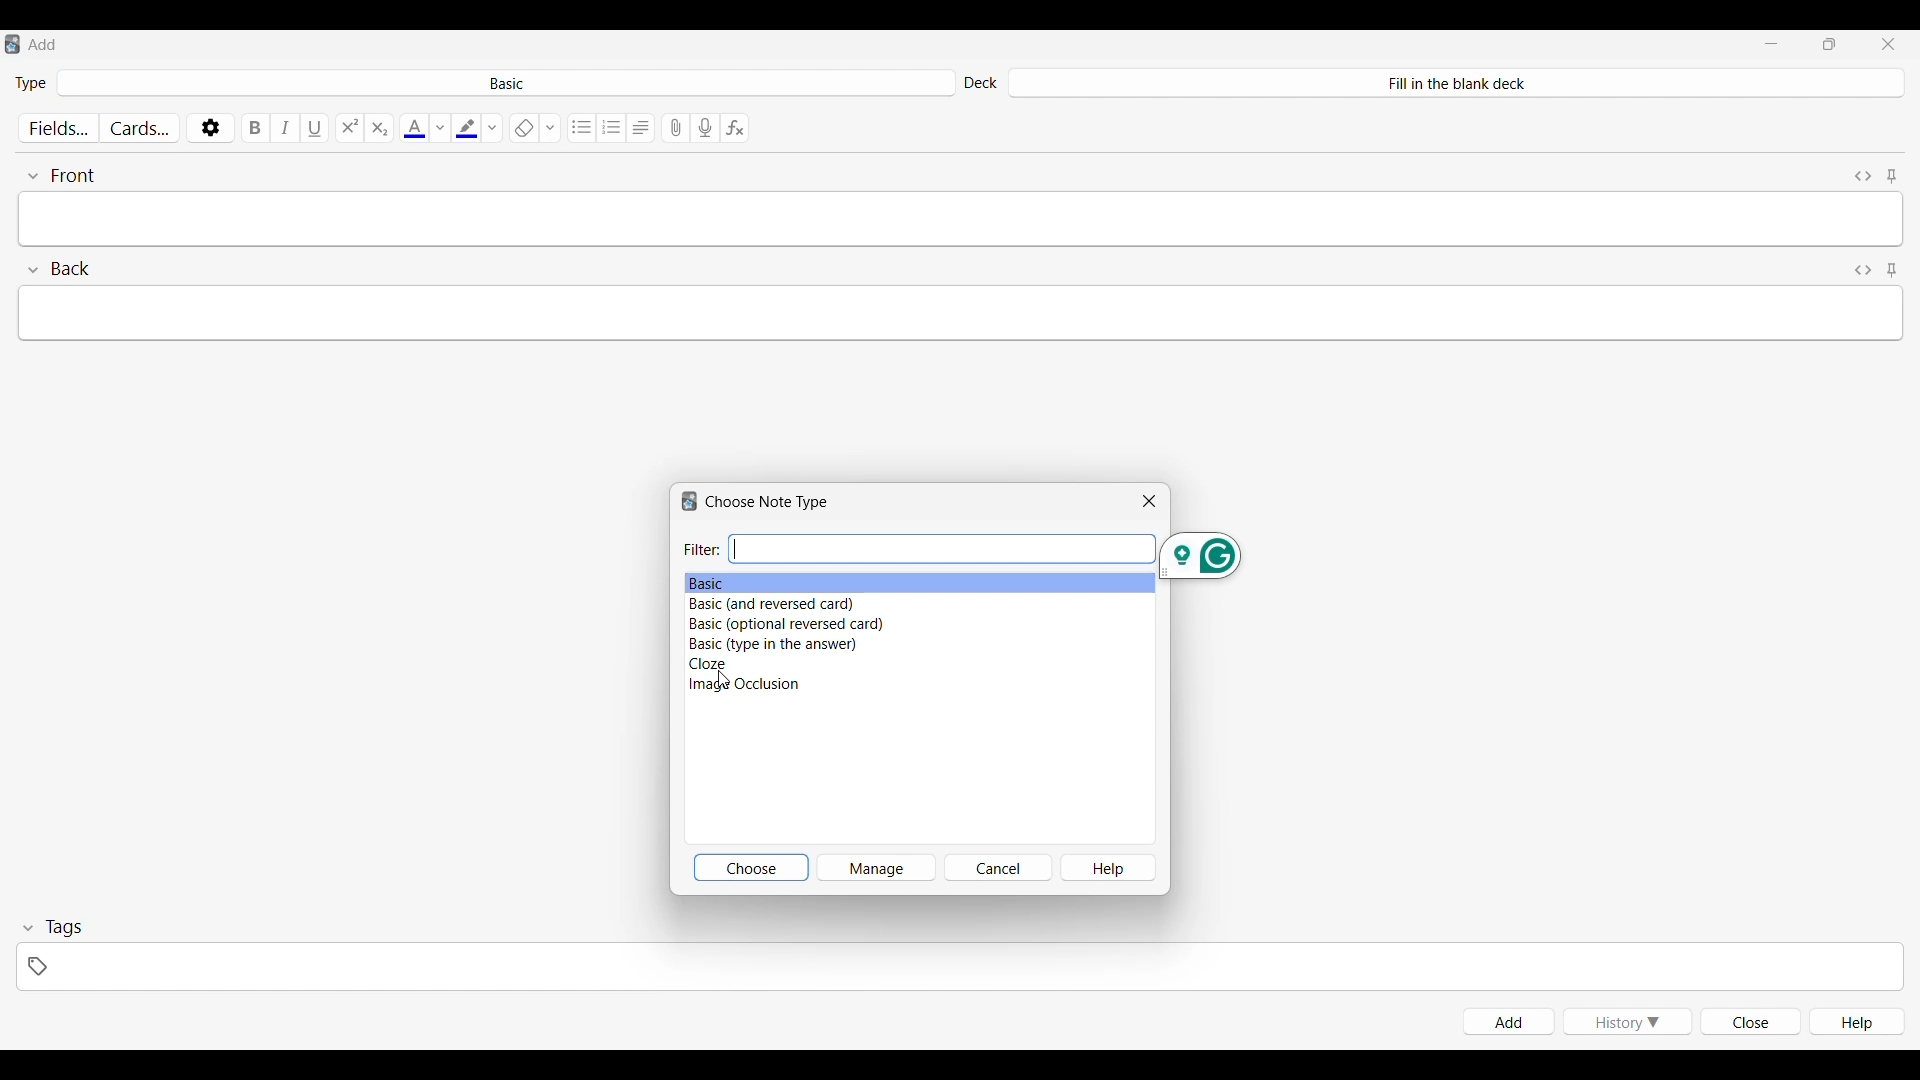 Add
Type Basic Deck Fill in the blank deck
Fields... Cards...
Front
Back
Choose Note Type
Filter:
Basic
Basic (and reversed card)
Basic (optional reversed card)
Basic (type in the answer)
Cloze
Image Occlusion
Choose Manage Cancel Help
Tags
Add History ▼ Close Help